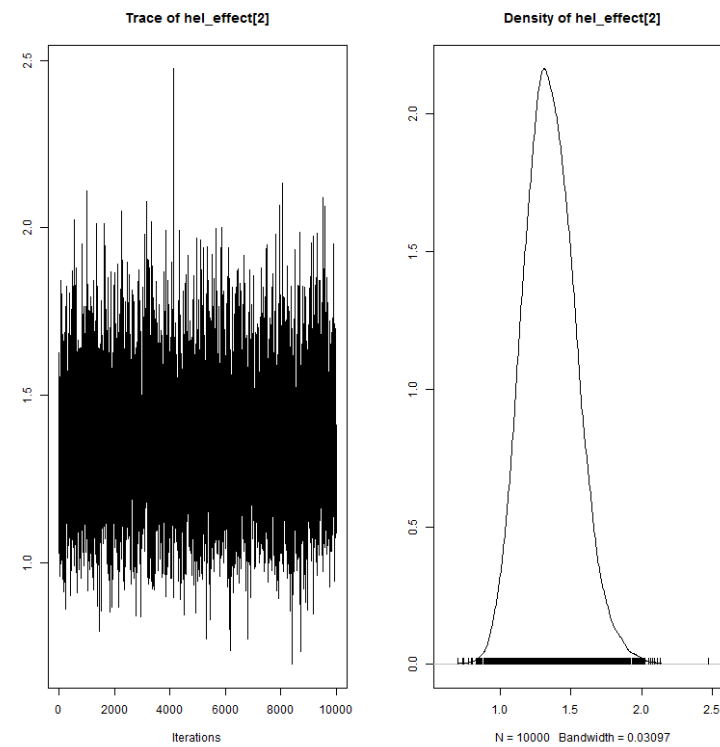 Trace of hel_effect[2]
2.5
2.0
1.5
1.0
0 2000 4000 6000 8000 10000
Iterations
Density of hel_effect[2]
2.0
1.5
1.0
0.5
0.0
1.0 1.5 2.0 2.5
N = 10000 Bandwidth = 0.03097